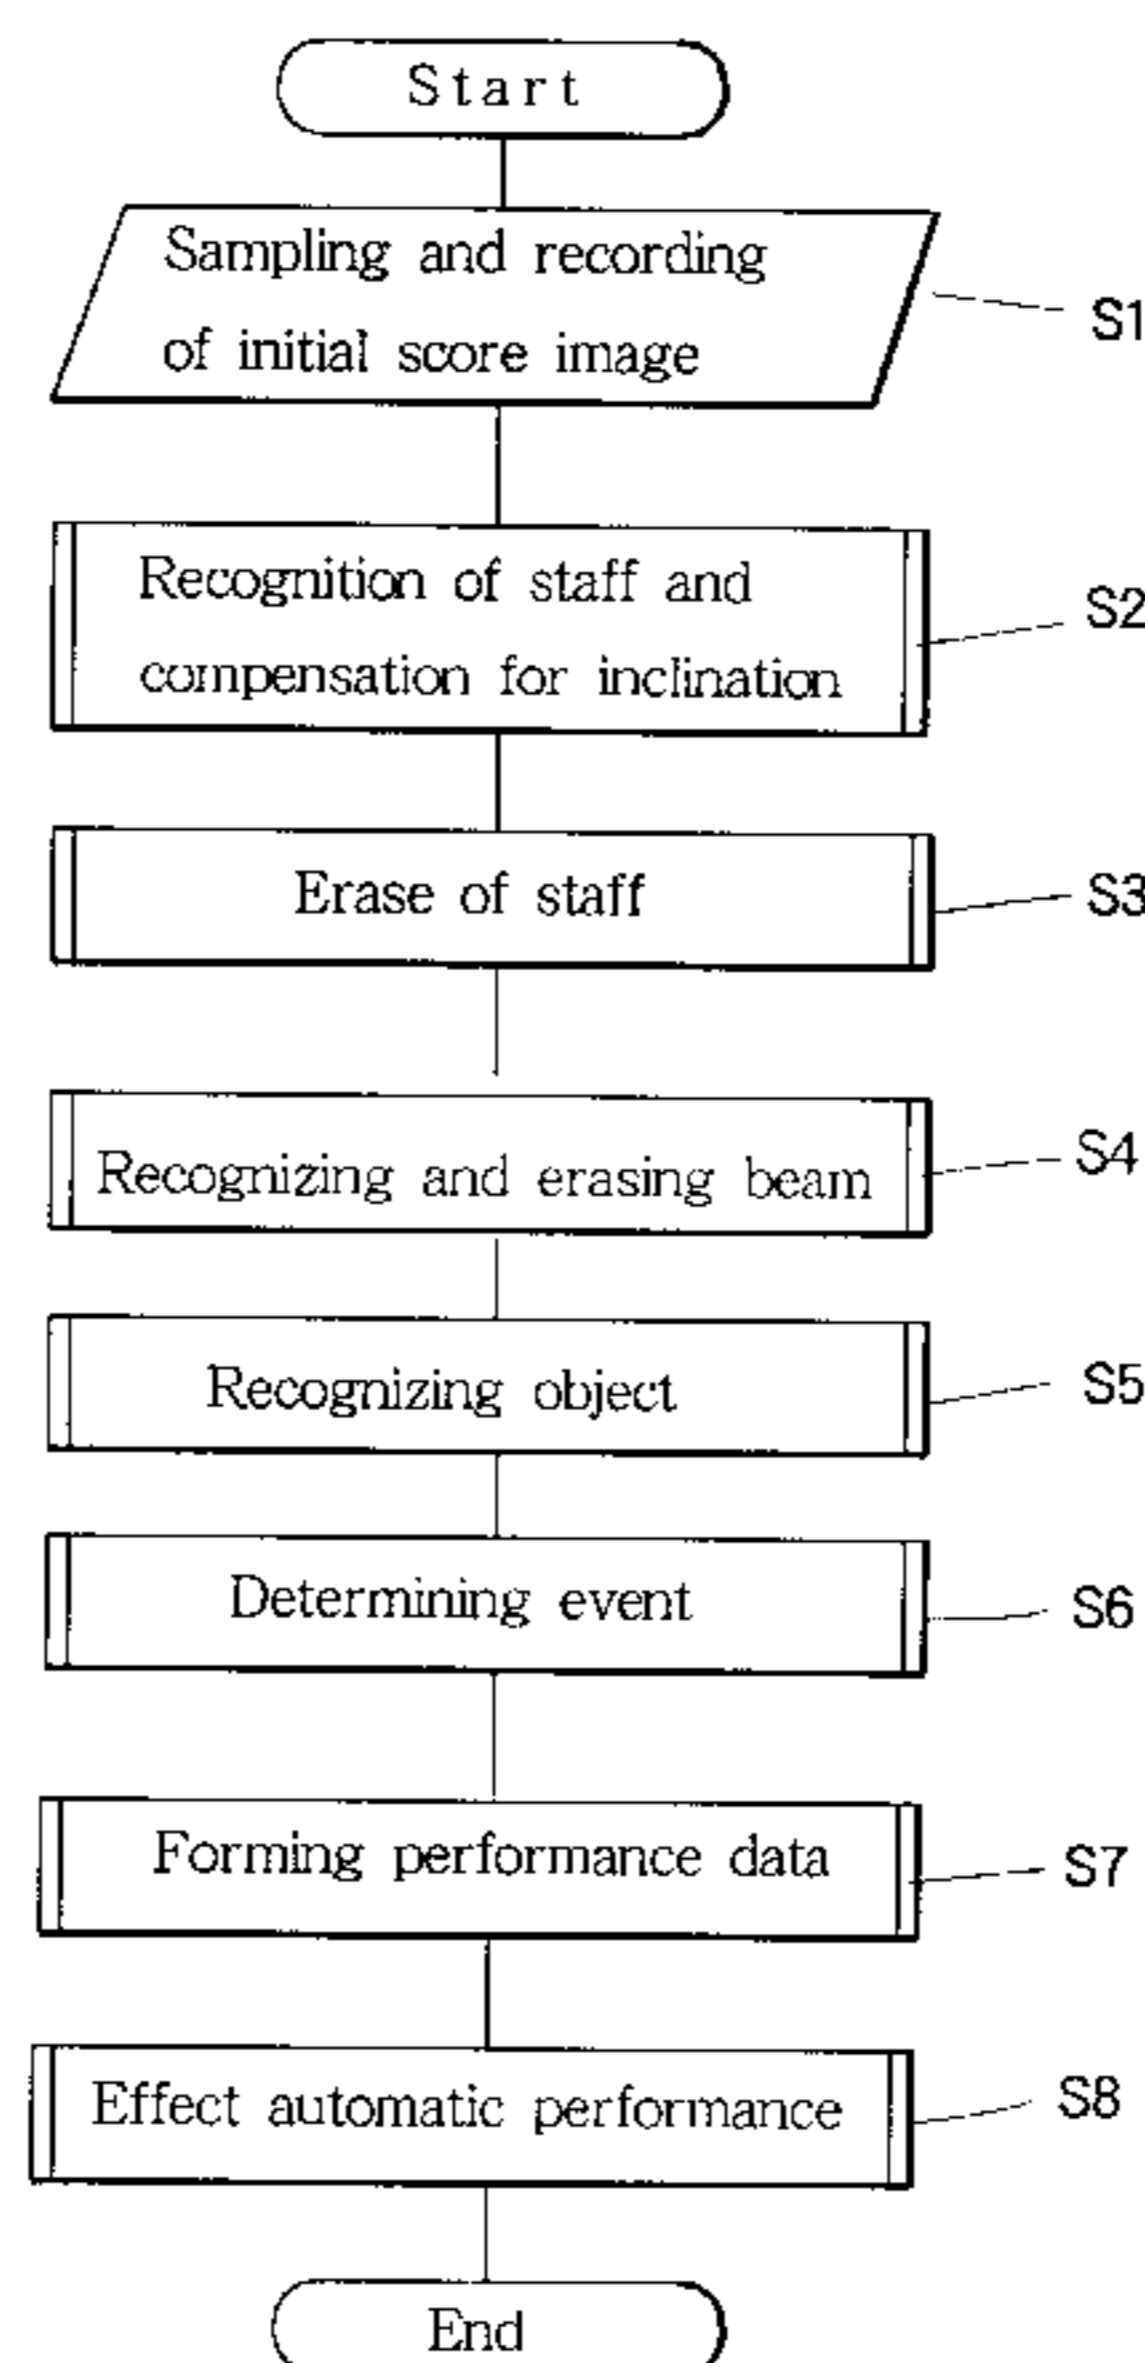 Start
Sampling and recording
of initial score image
S1
Recognition of staff and
compensation for inclination
S2
Erase of staff
S3
Recognizing and erasing beam
S4
Recognizing object
S5
Determining event
S6
Forming performance data
S7
Effect automatic performance
S8
End